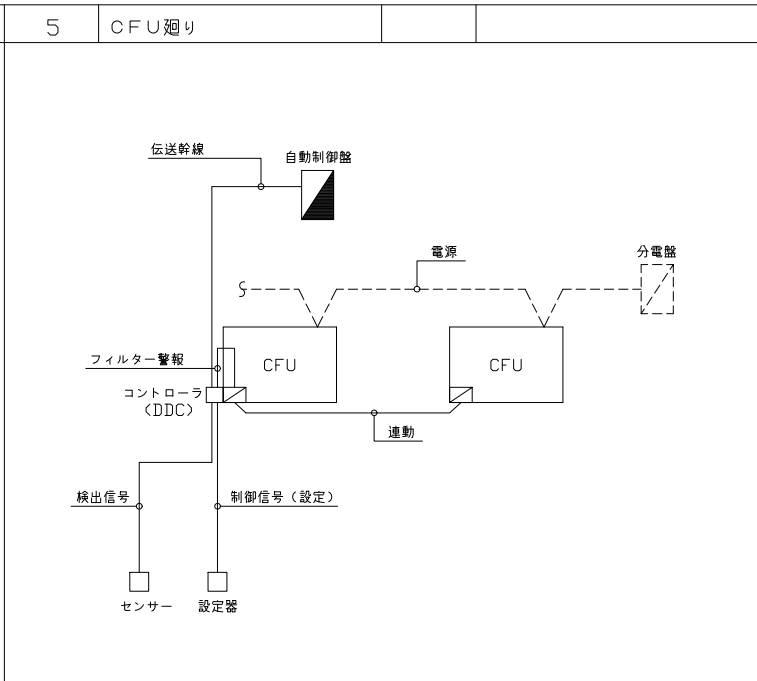 5 CFU廻り
伝送幹線
自動制御盤
電源
分電盤
フィルター警報
CFU
CFU
コントローラ
(DDC)
連動
検出信号
制御信号(設定)
センサー
設定器